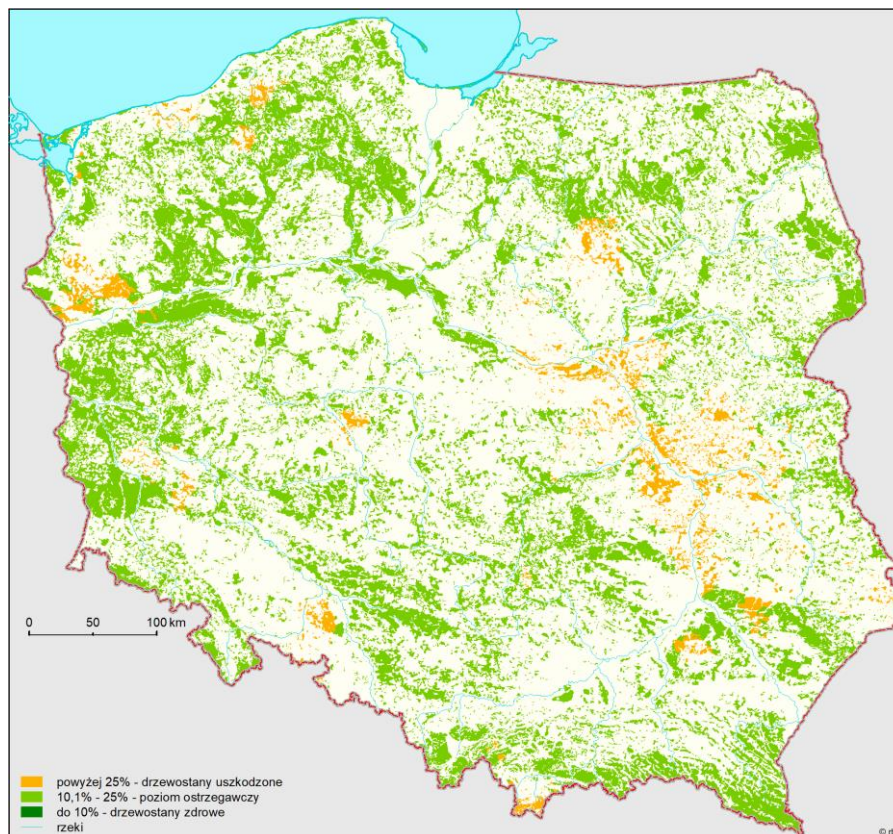 0 50 100 km
powyżej 25% - drzewostany uszkodzone
10,1% - 25% - poziom ostrzegawczy
do 10% - drzewostany zdrowe
rzeki